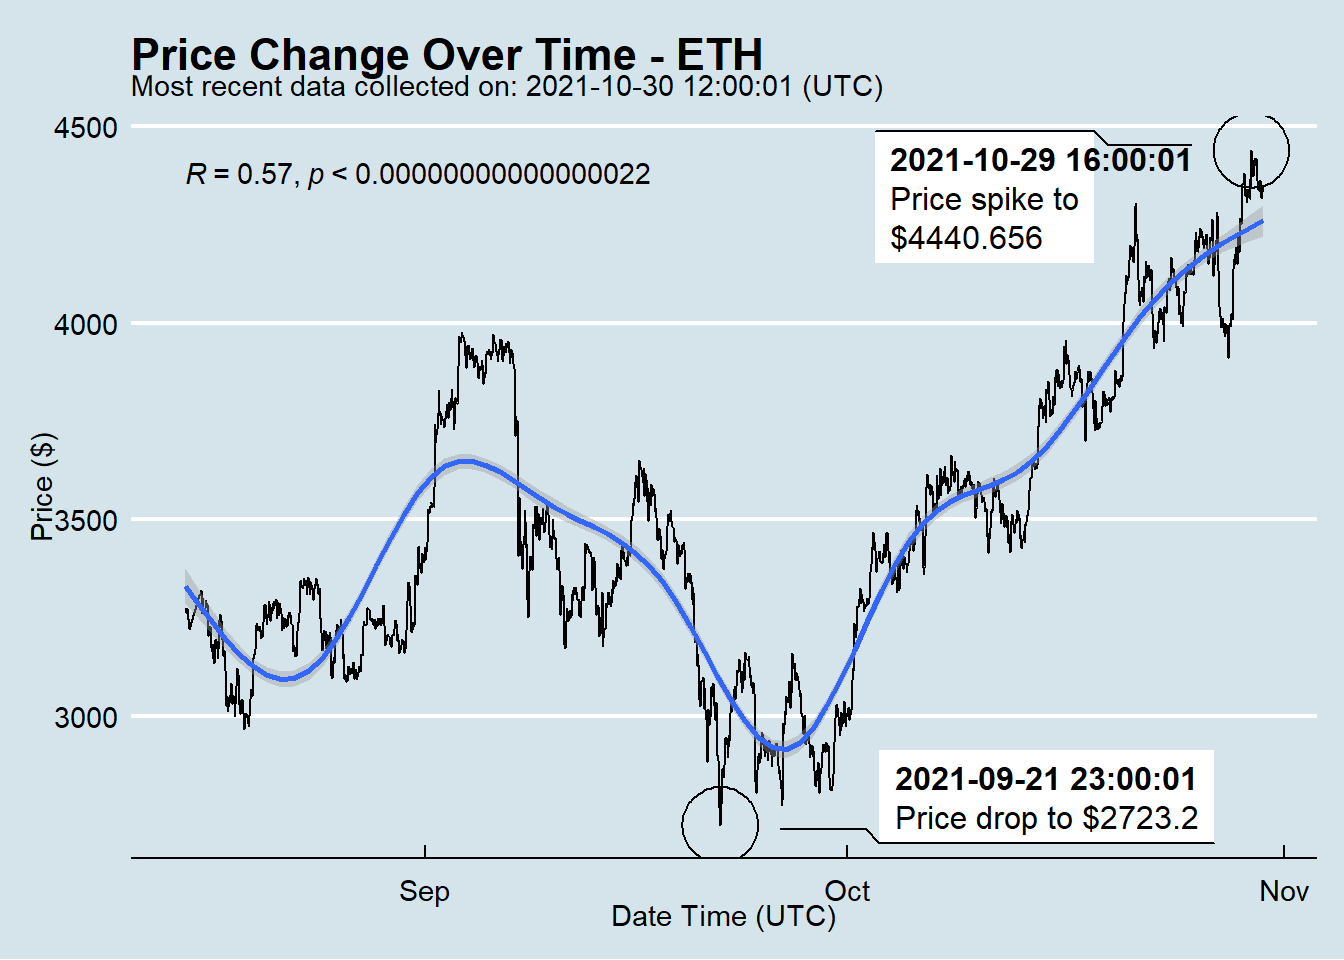 Price Change Over Time - ETH
Most recent data collected on: 2021-10-30 12:00:01 (UTC)
4500
R = 0.57, p < 0.00000000000000022
2021-10-29 16:00:01
Price spike to
$4440.656
4000
Price ($)
3500
3000
2021-09-21 23:00:01
Price drop to $2723.2
Sep
Oct
Nov
Date Time (UTC)